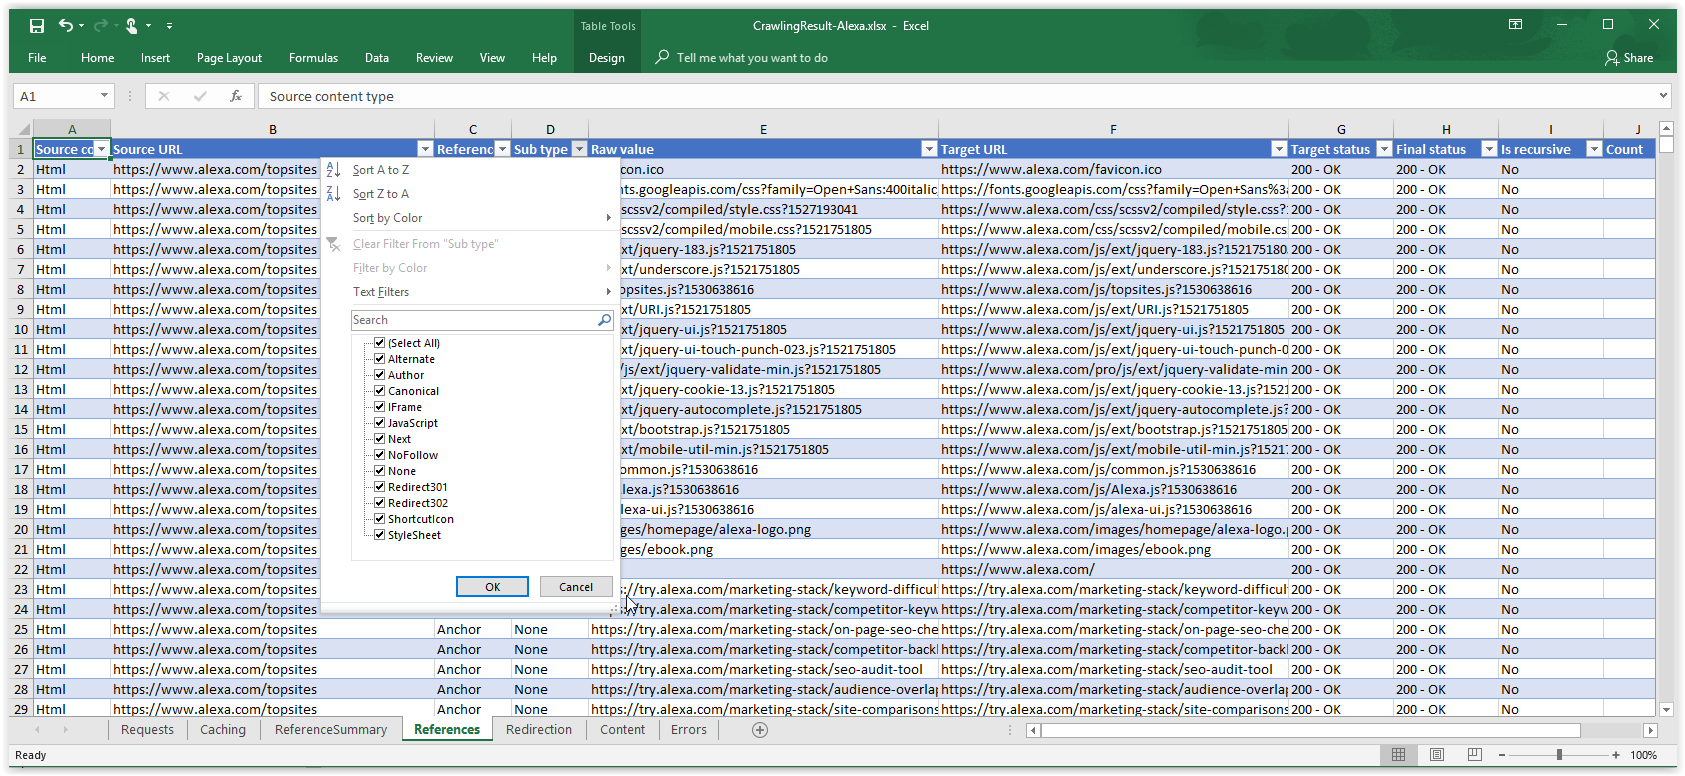 Table Tools
CrawlingResult-Alexa.xlsx - Excel
File Home Insert Page Layout Formulas Data Review View Help Design Tell me what you want to do Share
A1 fx Source content type
A B C D E F G H I J
1 Source co Source URL Referenc Sub type Raw value Target URL Target status Final status Is recursive Count
2 Html https://www.alexa.com/topsites con.ico https://www.alexa.com/favicon.ico 200 - OK 200 - OK No
3 Html https://www.alexa.com/topsites nts.googleapis.com/css?family=Open+Sans:400italic https://fonts.googleapis.com/css?family=Open+Sans%3a 200 - OK 200 - OK No
4 Html https://www.alexa.com/topsites scssv2/compiled/style.css?1527193041 https://www.alexa.com/css/scssv2/compiled/style.css?: 200 - OK 200 - OK No
5 Html https://www.alexa.com/topsites scssv2/compiled/mobile.css?1521751805 https://www.alexa.com/css/scssv2/compiled/mobile.css 200 - OK 200 - OK No
6 Html https://www.alexa.com/topsites ext/jquery-183.js?1521751805 https://www.alexa.com/js/ext/jquery-183.js?152175180 200 - OK 200 - OK No
7 Html https://www.alexa.com/topsites ext/underscore.js?1521751805 https://www.alexa.com/js/ext/underscore.js?15217518( 200 - OK 200 - OK No
8 Html https://www.alexa.com/topsites opsites.js?1530638616 https://www.alexa.com/js/topsites.js?1530638616 200 - OK 200 - OK No
9 Html https://www.alexa.com/topsites ext/URI.js?1521751805 https://www.alexa.com/js/ext/URI.js?1521751805 200 - OK 200 - OK No
10 Html https://www.alexa.com/topsites ext/jquery-ui.js?1521751805 https://www.alexa.com/js/ext/jquery-ui.js?1521751805 200 - OK 200 - OK No
11 Html https://www.alexa.com/topsites ext/jquery-ui-touch-punch-023.js?1521751805 https://www.alexa.com/js/ext/jquery-ui-touch-punch-0 200 - OK 200 - OK No
12 Html https://www.alexa.com/topsites /js/ext/jquery-validate-min.js?1521751805 https://www.alexa.com/pro/js/ext/jquery-validate-min 200 - OK 200 - OK No
13 Html https://www.alexa.com/topsites ext/jquery-cookie-13.js?1521751805 https://www.alexa.com/js/ext/jquery-cookie-13.js?1521 200 - OK 200 - OK No
14 Html https://www.alexa.com/topsites ext/jquery-autocomplete.js?1521751805 https://www.alexa.com/js/ext/jquery-autocomplete.js? 200 - OK 200 - OK No
15 Html https://www.alexa.com/topsites ext/bootstrap.js?1521751805 https://www.alexa.com/js/ext/bootstrap.js?1521751805 200 - OK 200 - OK No
16 Html https://www.alexa.com/topsites xt/mobile-util-min.js?1521751805 https://www.alexa.com/js/ext/mobile-util-min.js?15217 200 - OK 200 - OK No
17 Html https://www.alexa.com/topsites ommon.js?1530638616 https://www.alexa.com/js/common.js?1530638616 200 - OK 200 - OK No
18 Html https://www.alexa.com/topsites lexa.js?1530638616 https://www.alexa.com/js/Alexa.js?1530638616 200 - OK 200 - OK No
19 Html https://www.alexa.com/topsites lexa-ui.js?1530638616 https://www.alexa.com/js/alexa-ui.js?1530638616 200 - OK 200 - OK No
20 Html https://www.alexa.com/topsites ges/homepage/alexa-logo.png https://www.alexa.com/images/homepage/alexa-logo. 200 - OK 200 - OK No
21 Html https://www.alexa.com/topsites ges/ebook.png https://www.alexa.com/images/ebook.png 200 - OK 200 - OK No
22 Html https://www.alexa.com/topsites https://www.alexa.com/ 200 - OK 200 - OK No
23 Html https://www.alexa.com/topsites s://try.alexa.com/marketing-stack/keyword-difficult https://try.alexa.com/marketing-stack/keyword-difficul 200 - OK 200 - OK No
24 Html https://www.alexa.com/topsites ://try.alexa.com/marketing-stack/competitor-keyw https://try.alexa.com/marketing-stack/competitor-keyw 200 - OK 200 - OK No
25 Html https://www.alexa.com/topsites Anchor None https://try.alexa.com/marketing-stack/on-page-seo-che https://try.alexa.com/marketing-stack/on-page-seo-che 200 - OK 200 - OK No
26 Html https://www.alexa.com/topsites Anchor None https://try.alexa.com/marketing-stack/competitor-backl https://try.alexa.com/marketing-stack/competitor-backl 200 - OK 200 - OK No
27 Html https://www.alexa.com/topsites Anchor None https://try.alexa.com/marketing-stack/seo-audit-tool https://try.alexa.com/marketing-stack/seo-audit-tool 200 - OK 200 - OK No
28 Html https://www.alexa.com/topsites Anchor None https://try.alexa.com/marketing-stack/audience-overlap https://try.alexa.com/marketing-stack/audience-overlap 200 - OK 200 - OK No
29 Html https://www.alexa.com/topsites Anchor None https://try.alexa.com/marketing-stack/site-comparisons https://try.alexa.com/marketing-stack/site-comparisons 200 - OK 200 - OK No
Sort A to Z
Sort Z to A
Sort by Color
Clear Filter From "Sub type"
Filter by Color
Text Filters
Search
(Select All)
Alternate
Author
Canonical
IFrame
JavaScript
Next
NoFollow
None
Redirect301
Redirect302
ShortcutIcon
StyleSheet
OK Cancel
Requests Caching ReferenceSummary References Redirection Content Errors
Ready 100%